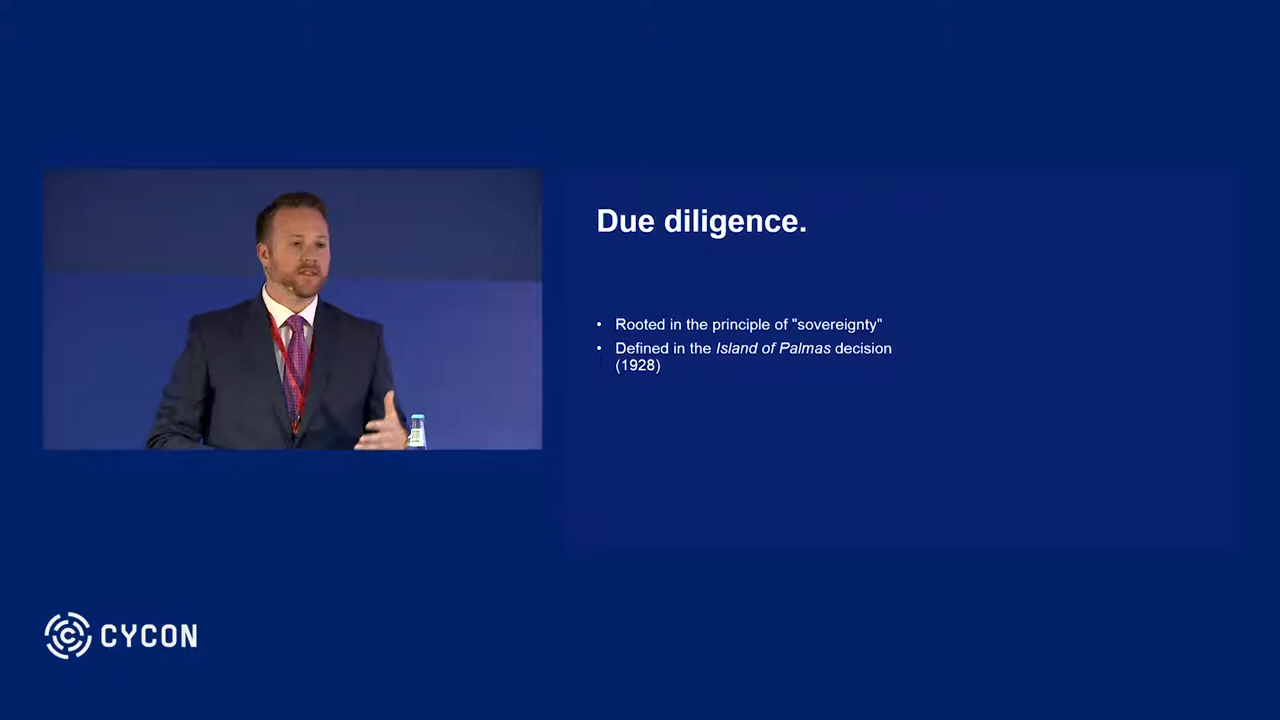 Due diligence.
• Rooted in the principle of "sovereignty"
• Defined in the Island of Palmas decision
(1928)
CYCON